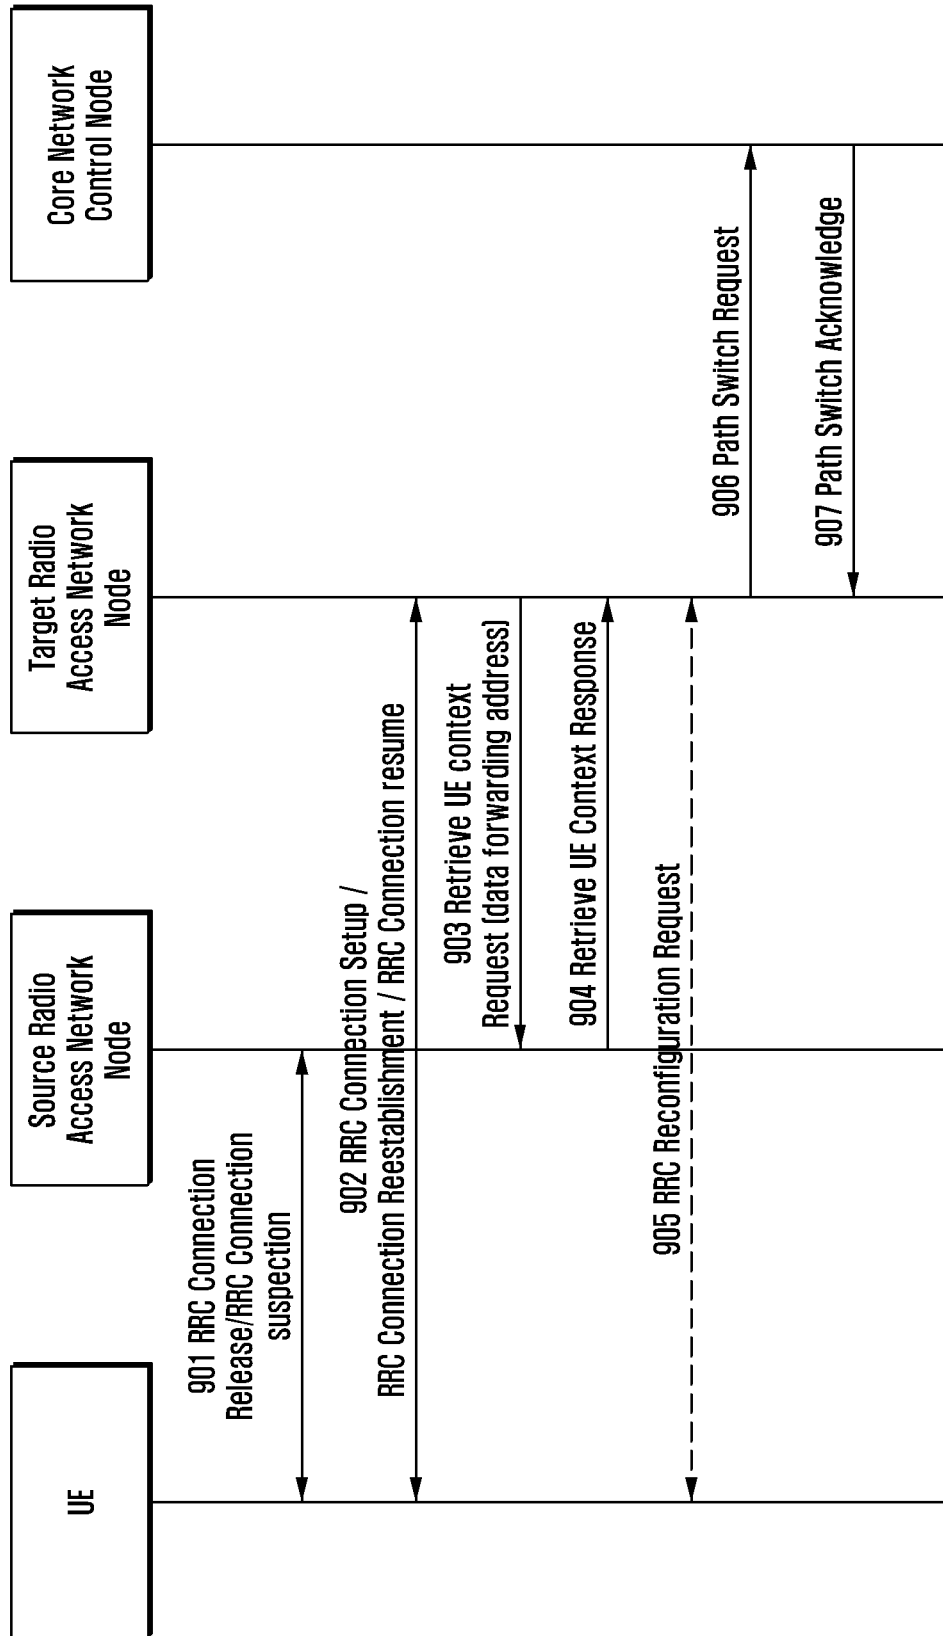 UE
Source Radio
Access Network
Node
Target Radio
Access Network
Node
Core Network
Control Node
901 RRC Connection
Release/RRC Connection
suspection
902 RRC Connection Setup /
RRC Connection Reestablishment / RRC Connection resume
903 Retrieve UE context
Request (data forwarding address)
904 Retrieve UE Context Response
905 RRC Reconfiguration Request
906 Path Switch Request
907 Path Switch Acknowledge